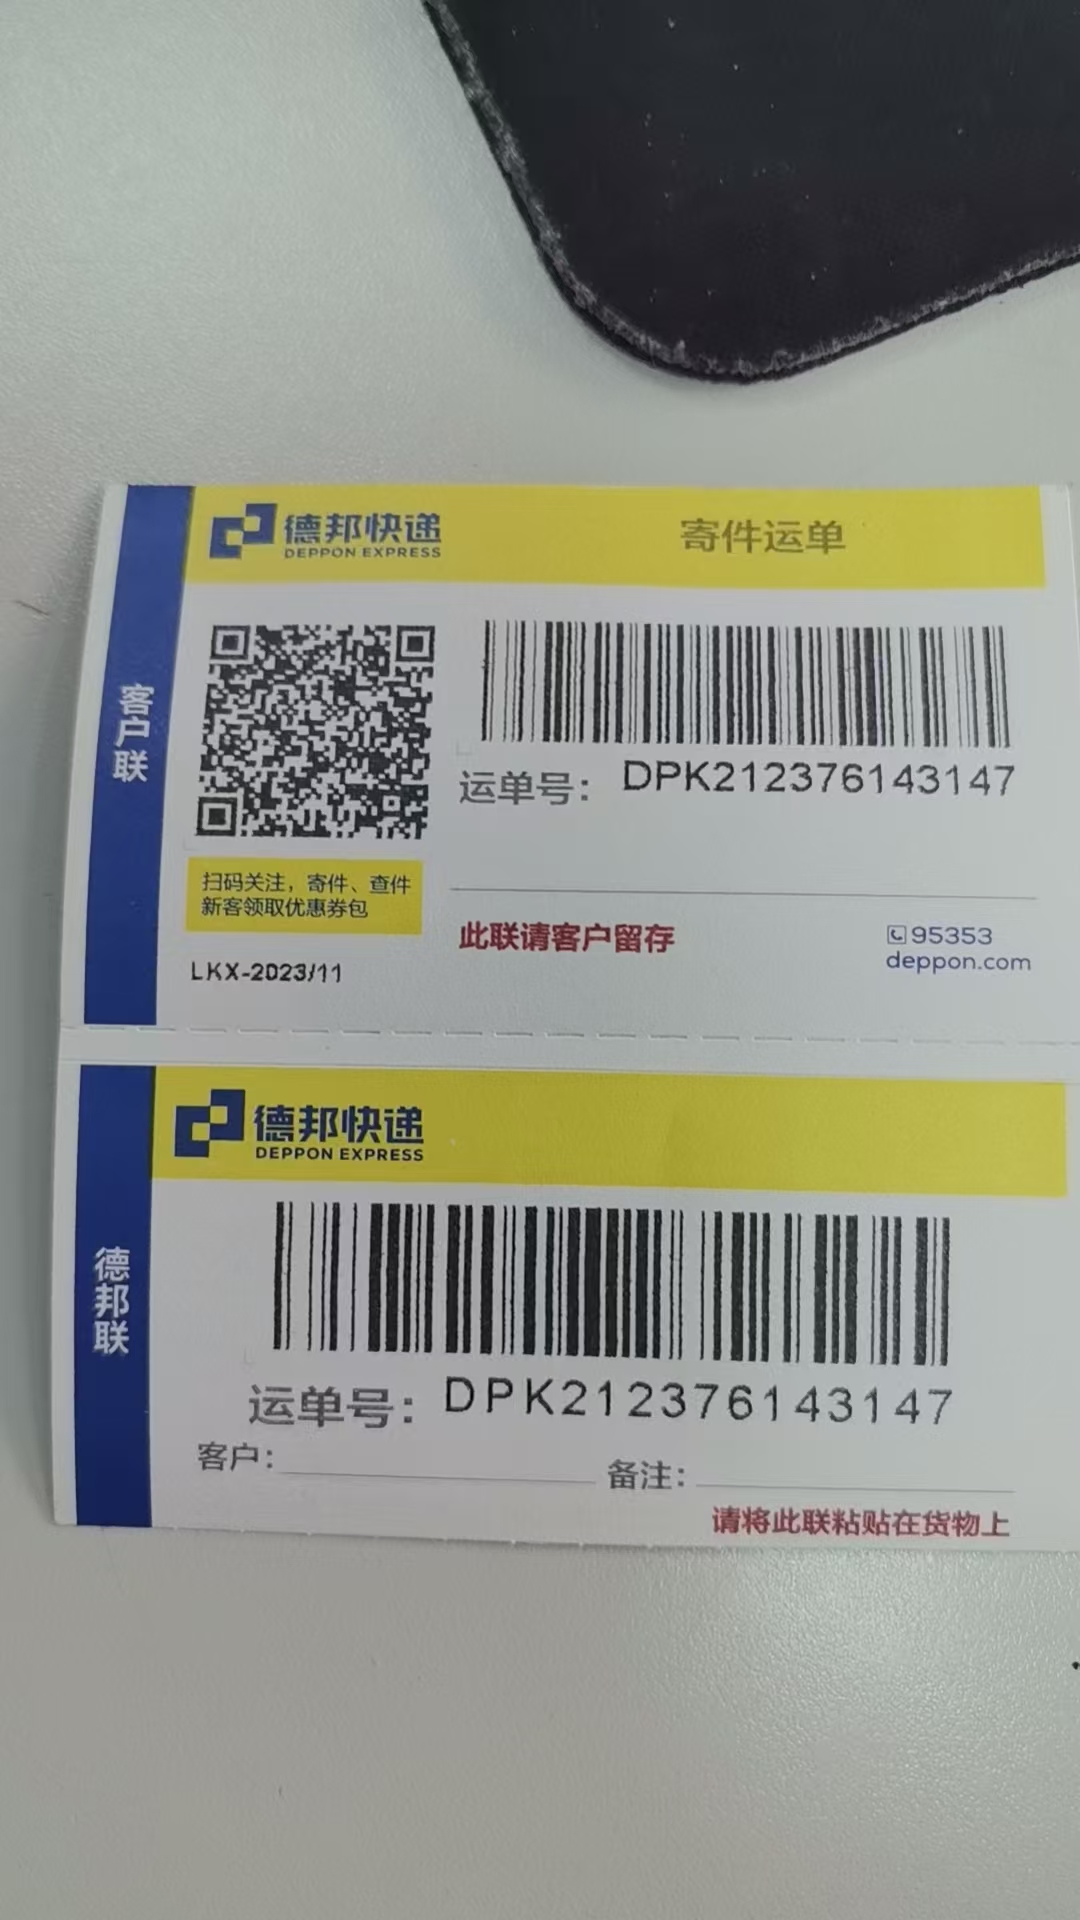 德邦快递
DEPPON EXPRESS
寄件运单
客户联
运单号: DPK212376143147
扫码关注，寄件、查件
新客领取优惠券包
此联请客户留存
95353
deppon.com
LKX-2023/11
德邦快递
DEPPON EXPRESS
德邦联
运单号: DPK212376143147
客户:
备注:
请将此联粘贴在货物上